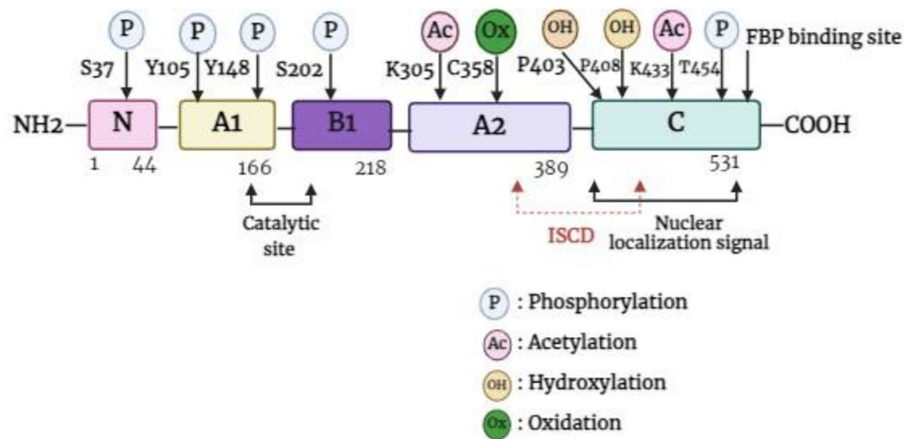 P P P P Ac Ox OH OH Ac P FBP binding site
S37 Y105 Y148 S202 K305 C358 P403 P408 K433 T454
NH2 N A1 B1 A2 C COOH
1 44 166 218 389 531
Catalytic
site
ISCD
Nuclear
localization signal
P : Phosphorylation
Ac : Acetylation
OH : Hydroxylation
Ox : Oxidation